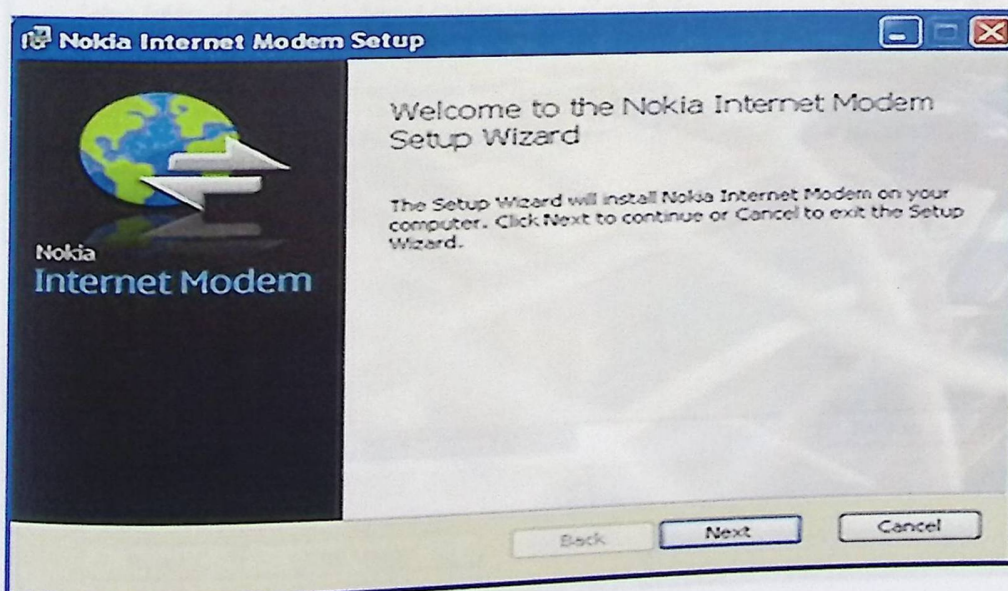 Nokia Internet Modem Setup
Nokia
Internet Modem
Welcome to the Nokia Internet Modem
Setup Wizard
The Setup Wizard will install Nokia Internet Modem on your
computer. Click Next to continue or Cancel to exit the Setup
Wizard.
Back
Next
Cancel